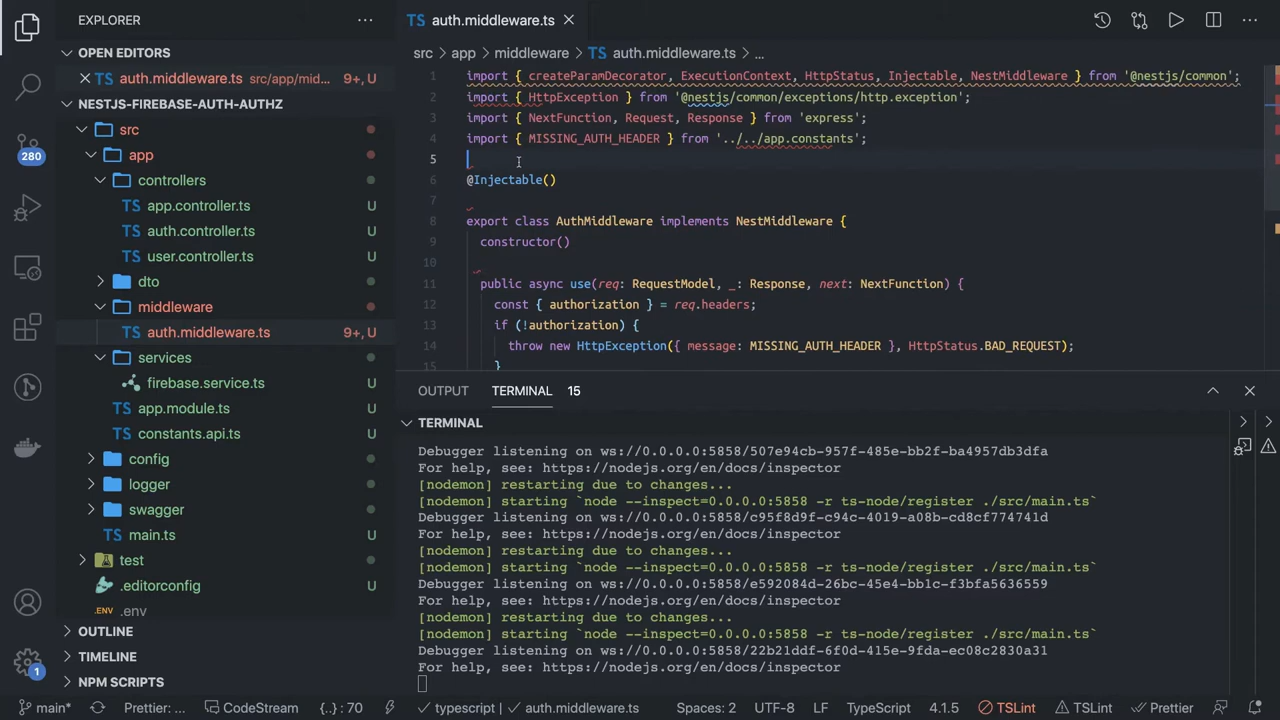 EXPLORER
OPEN EDITORS
TS auth.middleware.ts src/app/mid... 9+, U
NESTJS-FIREBASE-AUTH-AUTHZ
src
app
controllers
TS app.controller.ts U
TS auth.controller.ts U
TS user.controller.ts U
dto
middleware
TS auth.middleware.ts 9+, U
services
firebase.service.ts U
TS app.module.ts U
TS constants.api.ts U
config
logger
swagger
TS main.ts U
test
.editorconfig U
.ENV .env
OUTLINE
TIMELINE
NPM SCRIPTS
280
1
TS auth.middleware.ts
src > app > middleware > TS auth.middleware.ts > ...
1 import { createParamDecorator, ExecutionContext, HttpStatus, Injectable, NestMiddleware } from '@nestjs/common';
2 import { HttpException } from '@nestjs/common/exceptions/http.exception';
3 import { NextFunction, Request, Response } from 'express';
4 import { MISSING_AUTH_HEADER } from '../../app.constants';
5
6 @Injectable()
7
8 export class AuthMiddleware implements NestMiddleware {
9 constructor()
10
11 public async use(req: RequestModel, _: Response, next: NextFunction) {
12 const { authorization } = req.headers;
13 if (!authorization) {
14 throw new HttpException({ message: MISSING_AUTH_HEADER }, HttpStatus.BAD_REQUEST);
15 }
OUTPUT TERMINAL 15
TERMINAL
Debugger listening on ws://0.0.0.0:5858/507e94cb-957f-485e-bb2f-ba4957db3dfa
For help, see: https://nodejs.org/en/docs/inspector
[nodemon] restarting due to changes...
[nodemon] starting `node --inspect=0.0.0.0:5858 -r ts-node/register ./src/main.ts`
Debugger listening on ws://0.0.0.0:5858/c95f8d9f-c94c-4019-a08b-cd8cf774741d
For help, see: https://nodejs.org/en/docs/inspector
[nodemon] restarting due to changes...
[nodemon] starting `node --inspect=0.0.0.0:5858 -r ts-node/register ./src/main.ts`
Debugger listening on ws://0.0.0.0:5858/e592084d-26bc-45e4-bb1c-f3bfa5636559
For help, see: https://nodejs.org/en/docs/inspector
[nodemon] restarting due to changes...
[nodemon] starting `node --inspect=0.0.0.0:5858 -r ts-node/register ./src/main.ts`
Debugger listening on ws://0.0.0.0:5858/22b21ddf-6f0d-415e-9fda-ec08c2830a31
For help, see: https://nodejs.org/en/docs/inspector
main* Prettier: ... CodeStream {..} : 70 typescript | auth.middleware.ts Spaces: 2 UTF-8 LF TypeScript 4.1.5 TSLint TSLint Prettier